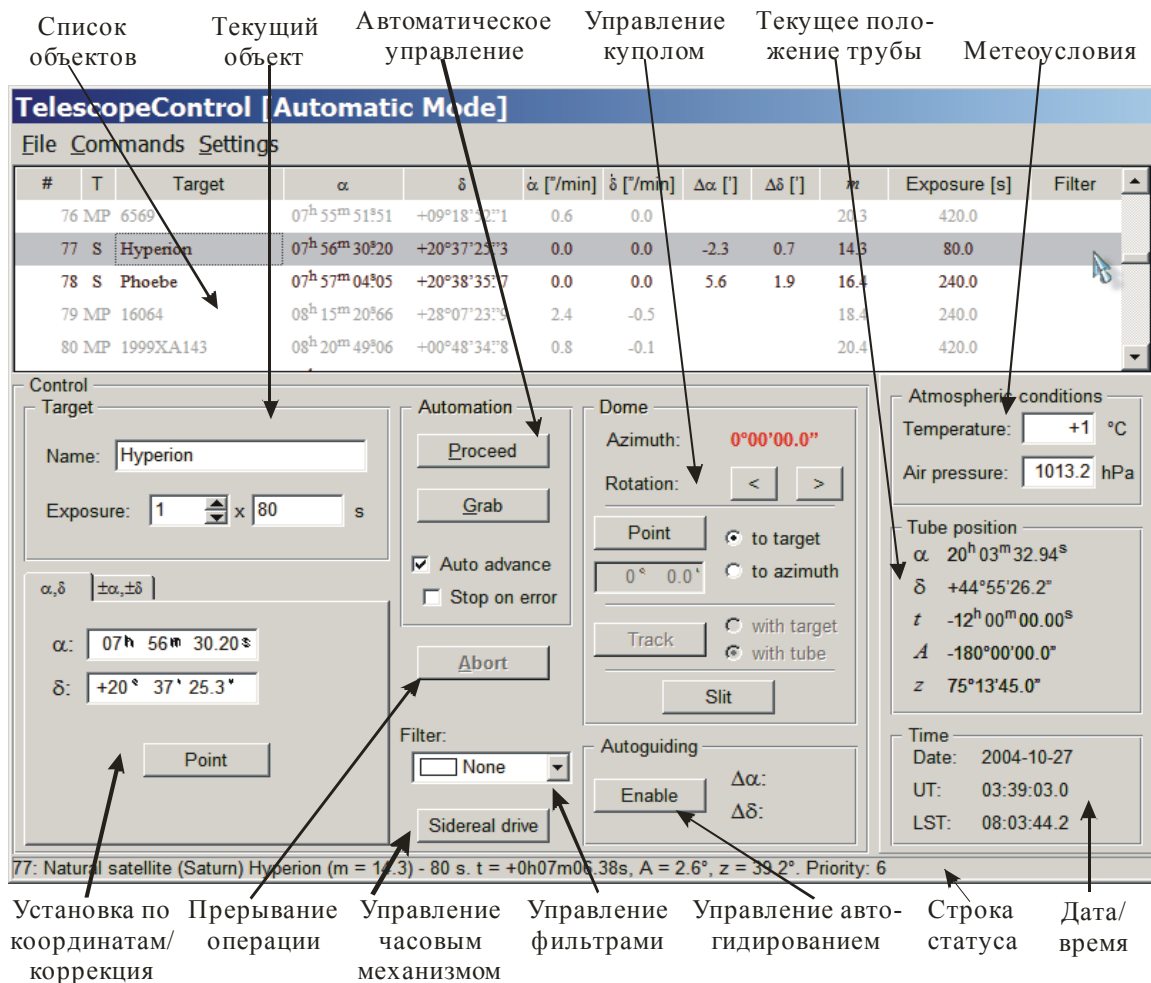 Список объектов
Текущий объект
Автоматическое управление
Управление куполом
Текущее поло-
жение трубы
Метеоусловия
TelescopeControl [Automatic Mode]
File Commands Settings
# T Target α δ α̇ ["/min] δ̇ ["/min] Δα ['] Δδ ['] m Exposure [s] Filter
76 MP 6569 07h 55m 51s51 +09°18'52"1 0.6 0.0 20.3 420.0
77 S Hyperion 07h 56m 30s20 +20°37'25"3 0.0 0.0 -2.3 0.7 14.3 80.0
78 S Phoebe 07h 57m 04s05 +20°38'35"7 0.0 0.0 5.6 1.9 16.4 240.0
79 MP 16064 08h 15m 20s66 +28°07'23"9 2.4 -0.5 18.4 240.0
80 MP 1999XA143 08h 20m 49s06 +00°48'34"8 0.8 -0.1 20.4 420.0
Control
Target
Name: Hyperion
Exposure: 1 x 80 s
α,δ ±α,±δ
α: 07h 56m 30.20s
δ: +20° 37' 25.3"
Point
Automation
Proceed
Grab
Auto advance
Stop on error
Abort
Filter:
None
Sidereal drive
Dome
Azimuth: 0°00'00.0"
Rotation: < >
Point to target
0° 0.0' to azimuth
Track with target
with tube
Slit
Autoguiding
Enable Δα:
Δδ:
Atmospheric conditions
Temperature: +1 °C
Air pressure: 1013.2 hPa
Tube position
α 20h 03m 32.94s
δ +44°55'26.2"
t -12h 00m 00.00s
A -180°00'00.0"
z 75°13'45.0"
Time
Date: 2004-10-27
UT: 03:39:03.0
LST: 08:03:44.2
77: Natural satellite (Saturn) Hyperion (m = 14.3) - 80 s. t = +0h07m06.38s, A = 2.6°, z = 39.2°. Priority: 6
Установка по
координатам/
коррекция
Прерывание
операции
Управление
часовым
механизмом
Управление
фильтрами
Управление авто-
гидированием
Строка
статуса
Дата/
время